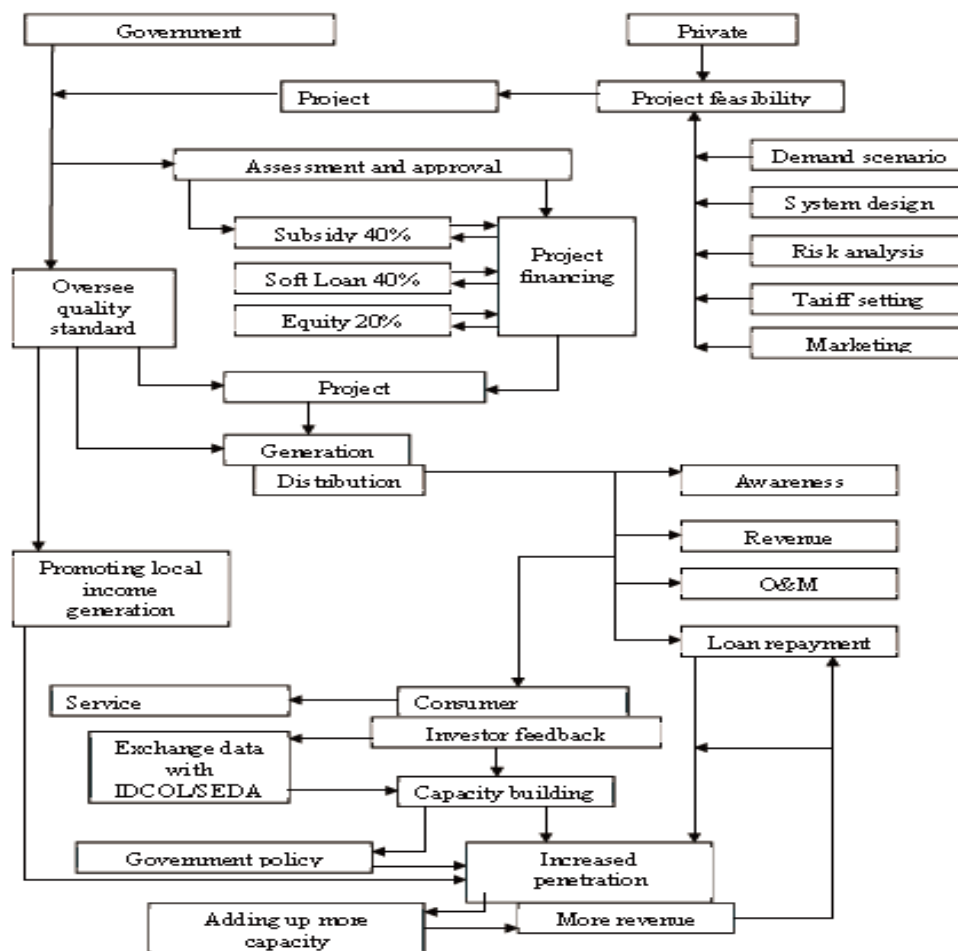 Government
Private
Project
Project feasibility
Assessment and approval
Demand scenario
System design
Subsidy 40%
Project
financing
Risk analysis
Soft Loan 40%
Oversee
quality
standard
Tariff setting
Equity 20%
Marketing
Project
Generation
Distribution
Awareness
Revenue
Promoting local
income
generation
O&M
Loan repayment
Service
Consumer
Investor feedback
Exchange data
with
IDCOL/SEDA
Capacity building
Government policy
Increased
penetration
Adding up more
capacity
More revenue